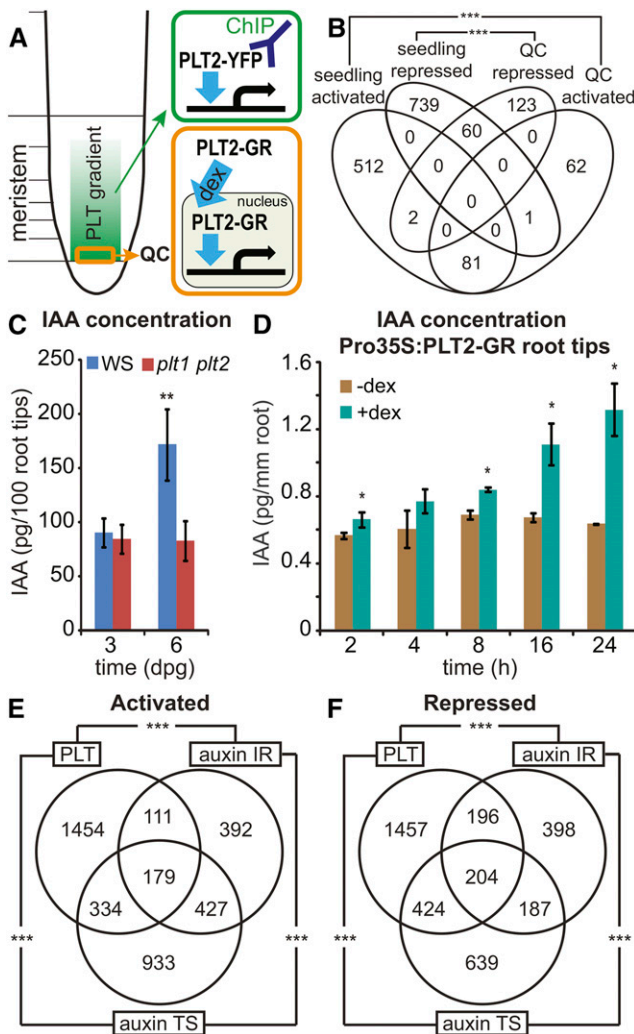 A
meristem
PLT gradient
QC
ChIP
PLT2-YFP
PLT2-GR
dex
nucleus
PLT2-GR
B
***
***
seedling
activated
seedling
repressed
QC
repressed
QC
activated
739
123
512
60
62
0
0
0
0
2
0
1
0
0
81
C
IAA concentration
WS
plt1 plt2
**
IAA (pg/100 root tips)
250
200
150
100
50
0
3
6
time (dpg)
D
IAA concentration
Pro35S:PLT2-GR root tips
-dex
+dex
IAA (pg/mm root)
1.6
1.2
0.8
0.4
0
*
*
*
*
2
4
8
16
24
time (h)
E
Activated
***
PLT
auxin IR
1454
111
392
179
334
427
933
***
***
auxin TS
F
Repressed
***
PLT
auxin IR
1457
196
398
204
424
187
639
***
***
auxin TS